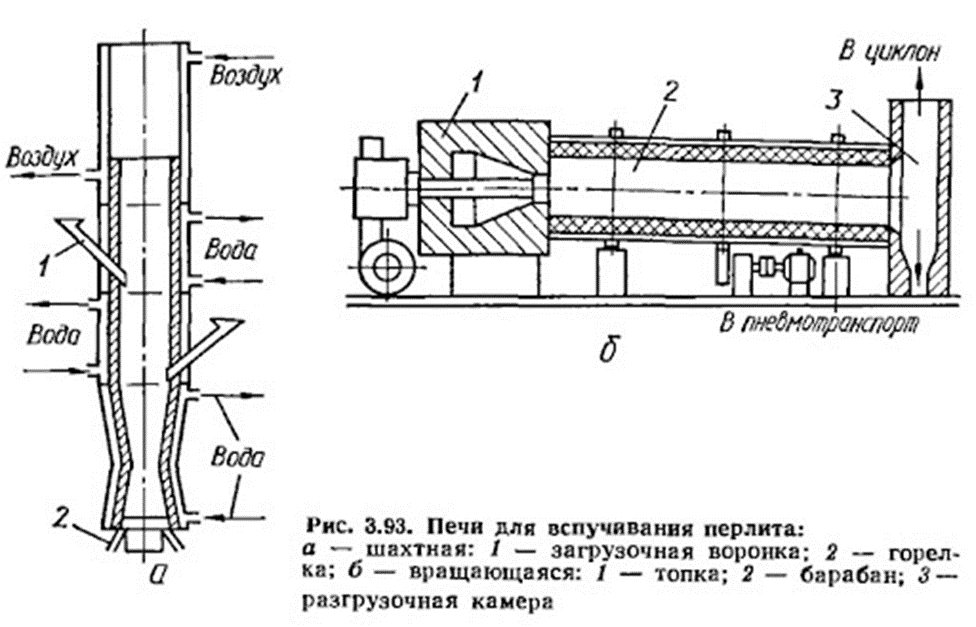 Воздух
Воздух
1
Вода
Вода
Вода
2
а
1
2
3
В циклон
В пневмотранспорт
б
Рис. 3.93. Печи для вспучивания перлита:
а — шахтная: 1 — загрузочная воронка; 2 — горел-
ка; б — вращающаяся: 1 — топка; 2 — барабан; 3 —
разгрузочная камера